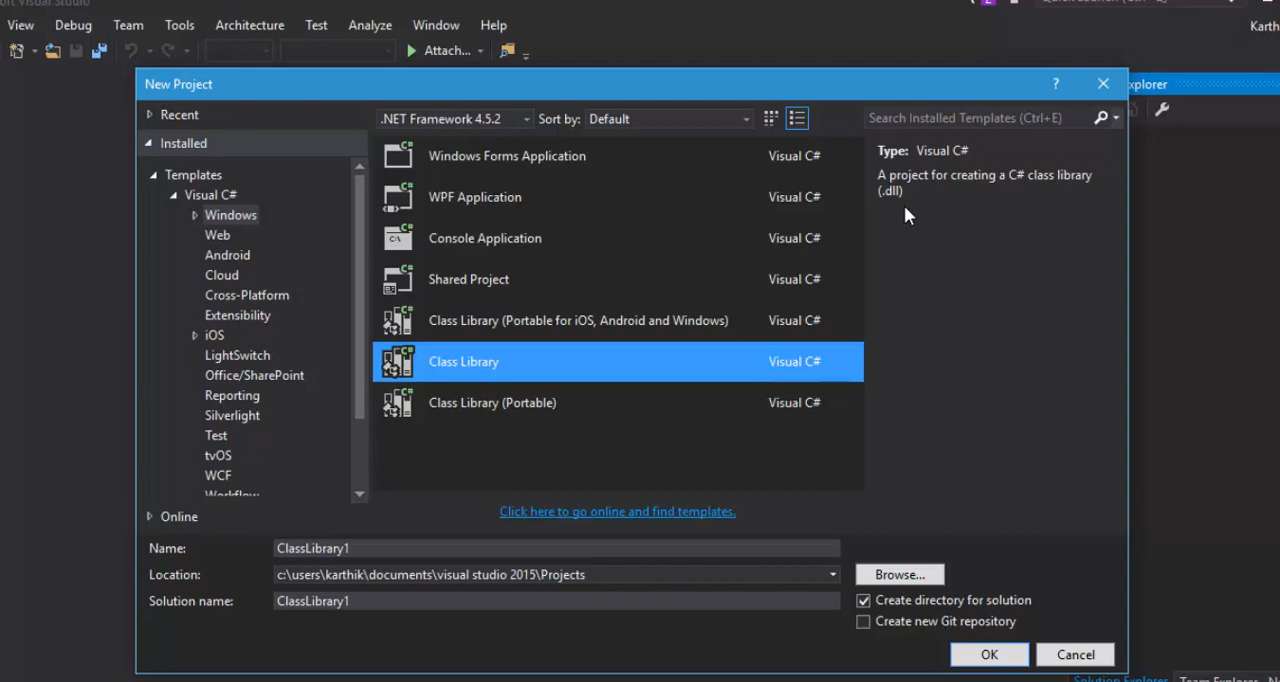 View Debug Team Tools Architecture Test Analyze Window Help
Karth
Attach...
New Project
?
xplorer
Recent
.NET Framework 4.5.2
Sort by: Default
Search Installed Templates (Ctrl+E)
Installed
Templates
Visual C#
Windows
Web
Android
Cloud
Cross-Platform
Extensibility
iOS
LightSwitch
Office/SharePoint
Reporting
Silverlight
Test
tvOS
WCF
Workflow
Online
Windows Forms Application Visual C#
WPF Application Visual C#
Console Application Visual C#
Shared Project Visual C#
Class Library (Portable for iOS, Android and Windows) Visual C#
Class Library Visual C#
Class Library (Portable) Visual C#
Click here to go online and find templates.
Type: Visual C#
A project for creating a C# class library
(.dll)
Name: ClassLibrary1
Location: c:\users\karthik\documents\visual studio 2015\Projects
Browse...
Solution name: ClassLibrary1
Create directory for solution
Create new Git repository
OK Cancel
Solution Explorer Team Explorer